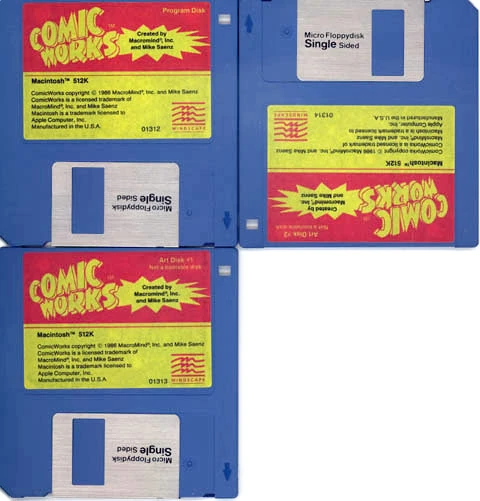 Program Disk
COMIC WORKS™
Created by
Macromind®, Inc.
and Mike Saenz
Macintosh™ 512K
ComicWorks copyright © 1986 MacroMind®, Inc. and Mike Saenz
ComicWorks is a licensed trademark of
MacroMind®, Inc. and Mike Saenz
Macintosh is a trademark licensed to
Apple Computer, Inc.
Manufactured in the U.S.A.
01312
MINDSCAPE
Micro Floppydisk
Single Sided
Micro Floppydisk
Single Sided
Art Disk #2
Not a bootable disk
COMIC WORKS™
Created by
Macromind®, Inc.
and Mike Saenz
Macintosh™ 512K
ComicWorks copyright © 1986 MacroMind®, Inc. and Mike Saenz
ComicWorks is a licensed trademark of
MacroMind®, Inc. and Mike Saenz
Macintosh is a trademark licensed to
Apple Computer, Inc.
Manufactured in the U.S.A.
01314
MINDSCAPE
Art Disk #1
Not a bootable disk
COMIC WORKS™
Created by
Macromind®, Inc.
and Mike Saenz
Macintosh™ 512K
ComicWorks copyright © 1986 MacroMind®, Inc. and Mike Saenz
ComicWorks is a licensed trademark of
MacroMind®, Inc. and Mike Saenz
Macintosh is a trademark licensed to
Apple Computer, Inc.
Manufactured in the U.S.A
01313
MINDSCAPE
Micro Floppydisk
Single Sided